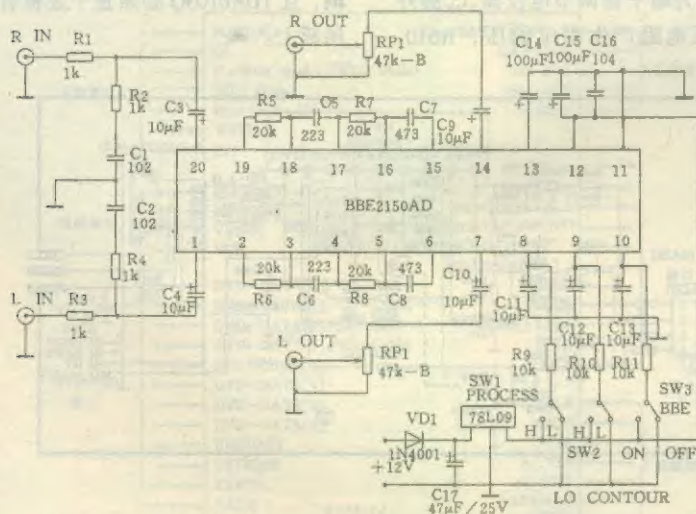 R IN
R1
1k
R2
1k
C1
102
C2
102
R4
1k
L IN
R3
1k
C3
10μF
C4
10μF
R OUT
RP1
47k-B
R5
20k
C5
223
R7
20k
C7
473
C9
10μF
C14
100μF
C15
100μF
C16
104
20 19 18 17 16 15 14 13 12 11
BBE2150AD
1 2 3 4 5 6 7 8 9 10
20k
R6
223
C6
20k
R8
473
C8
C10
10μF
C11
10μF
C12
10μF
C13
10μF
L OUT
RP1
47k-B
R9
10k
R10
10k
R11
10k
SW1
PROCESS
78L09
SW3
BBE
VD1
1N4001
+12V
C17
47μF/25V
H L
H L
SW2
ON OFF
LO CONTOUR